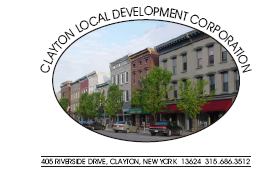 CLAYTON LOCAL DEVELOPMENT CORPORATION
405 RIVERSIDE DRIVE, CLAYTON, NEW YORK 13624 315.686.3512